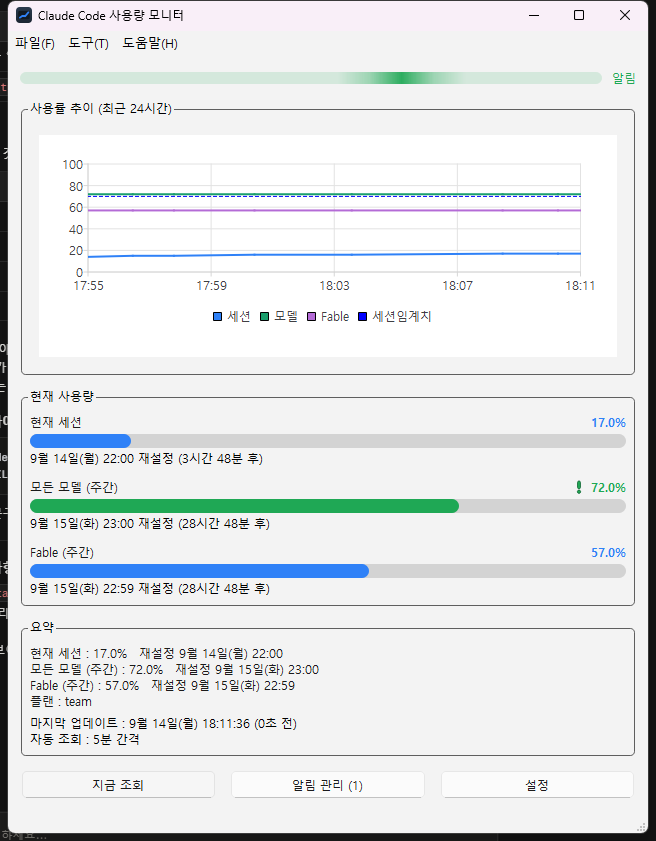 Claude Code 사용량 모니터
파일(F) 도구(T) 도움말(H)
알림
사용률 추이 (최근 24시간)
100
80
60
40
20
0
17:55 17:59 18:03 18:07 18:11
세션 모델 Fable 세션임계치
현재 사용량
현재 세션 17.0%
9월 14일(월) 22:00 재설정 (3시간 48분 후)
모든 모델 (주간) ! 72.0%
9월 15일(화) 23:00 재설정 (28시간 48분 후)
Fable (주간) 57.0%
9월 15일(화) 22:59 재설정 (28시간 48분 후)
요약
현재 세션 : 17.0% 재설정 9월 14일(월) 22:00
모든 모델 (주간) : 72.0% 재설정 9월 15일(화) 23:00
Fable (주간) : 57.0% 재설정 9월 15일(화) 22:59
플랜 : team
마지막 업데이트 : 9월 14일(월) 18:11:36 (0초 전)
자동 조회 : 5분 간격
지금 조회 알림 관리 (1) 설정